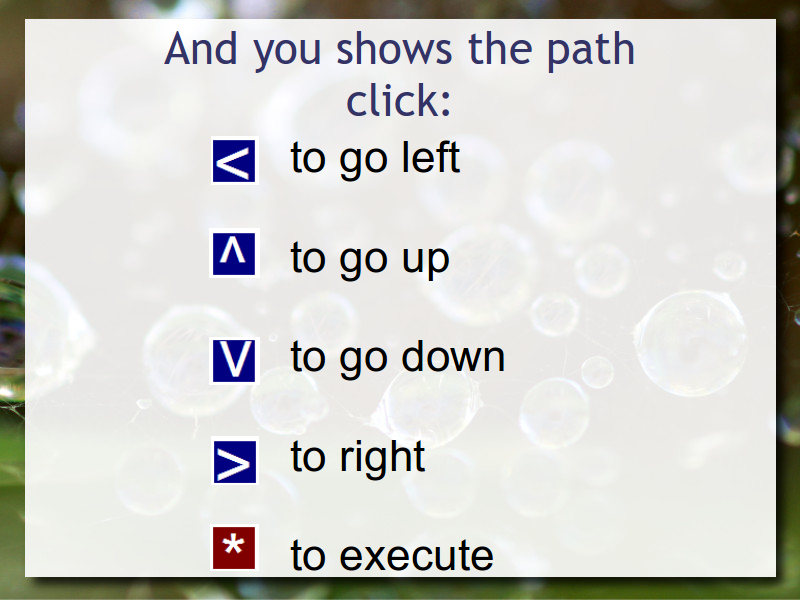 And you shows the path
click:
< to go left
^ to go up
V to go down
> to right
* to execute